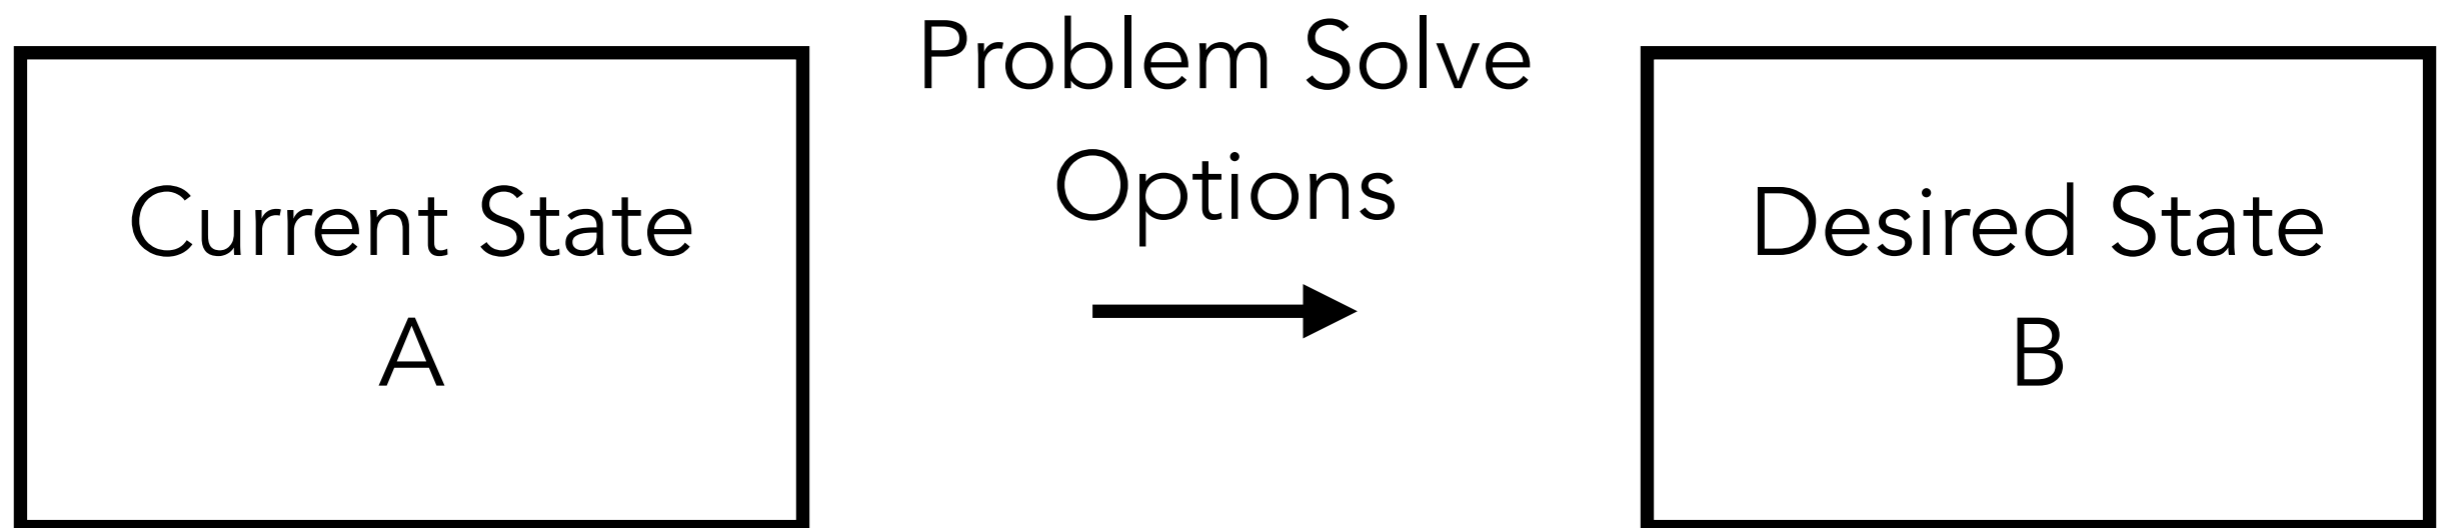 Current State
A
Problem Solve
Options
Desired State
B